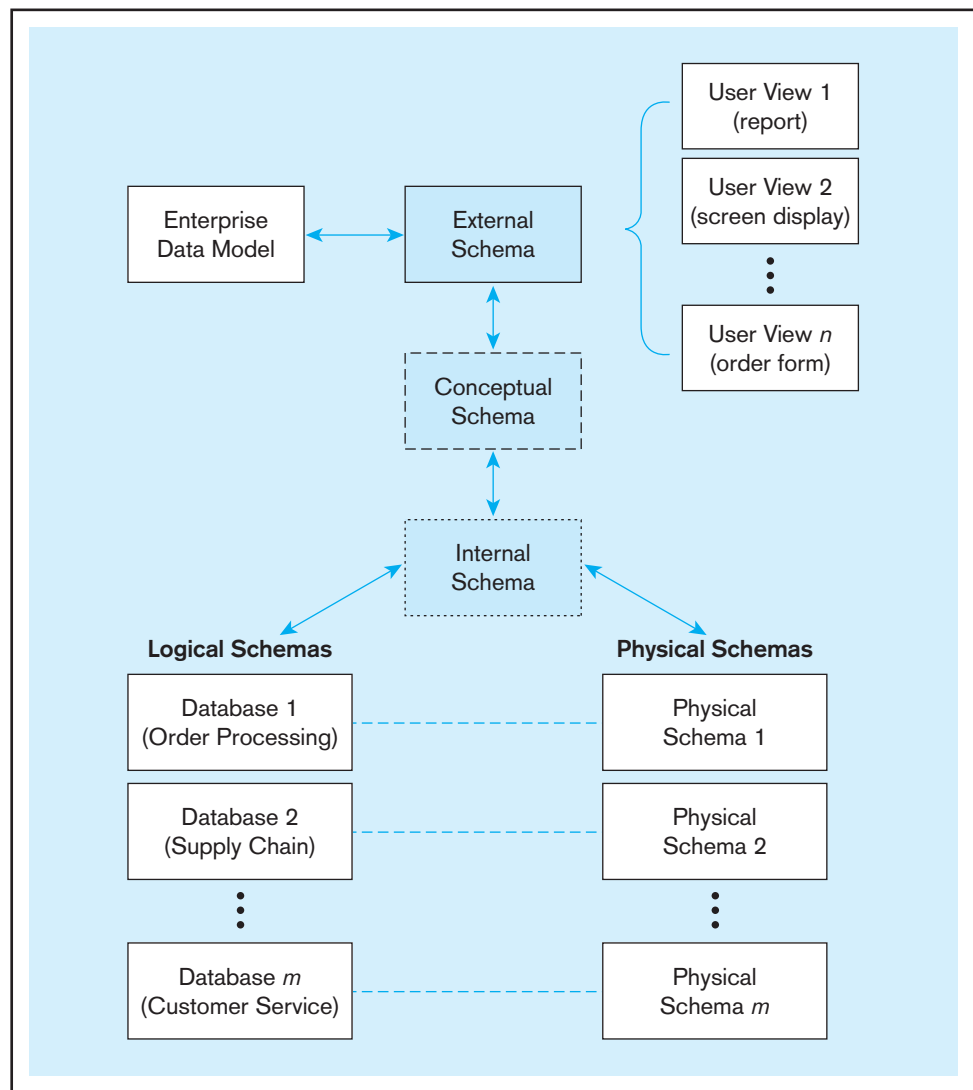 User View 1
(report)
User View 2
(screen display)
User View n
(order form)
Enterprise
Data Model
External
Schema
Conceptual
Schema
Internal
Schema
Logical Schemas
Physical Schemas
Database 1
(Order Processing)
Physical
Schema 1
Database 2
(Supply Chain)
Physical
Schema 2
Database m
(Customer Service)
Physical
Schema m